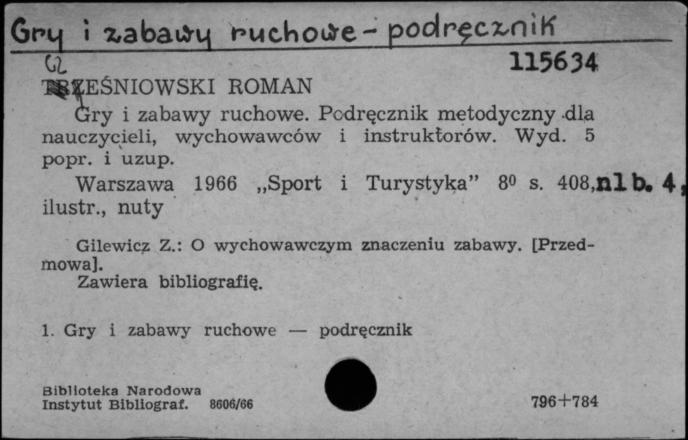 Gry i zabawy ruchowe - podręcznik
115634
EŚNIOWSKI ROMAN
Gry i zabawy ruchowe. Podręcznik metodyczny dla
nauczycieli, wychowawców i instruktorów. Wyd. 5
popr. i uzup.
Warszawa 1966 „Sport i Turystyka” 8⁰ s. 408, nlb. 4,
ilustr., nuty
Gilewicz Z.: O wychowawczym znaczeniu zabawy. [Przed-
mowa].
Zawiera bibliografię.
1. Gry i zabawy ruchowe — podręcznik
Biblioteka Narodowa
Instytut Bibliograf. 8606/66
796+784